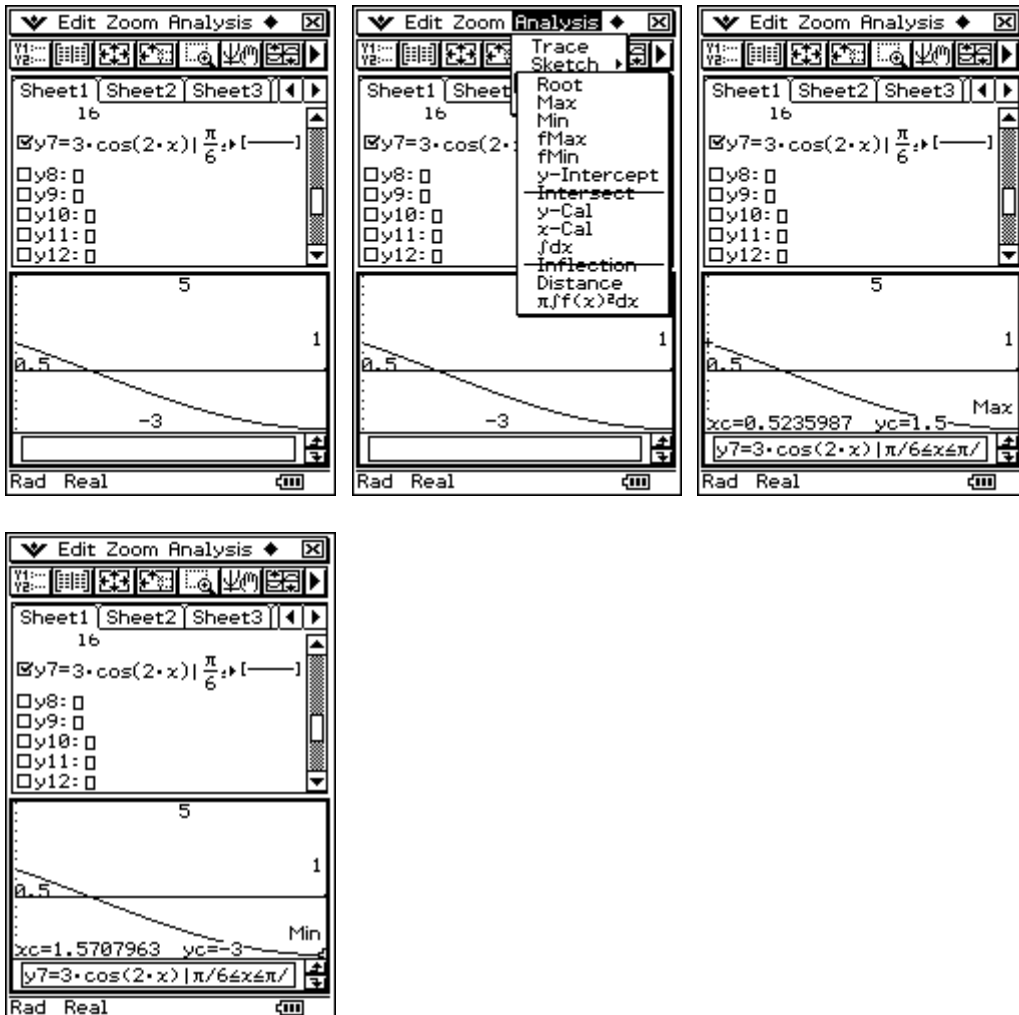 Edit Zoom Analysis
Sheet1 Sheet2 Sheet3
16
y7=3·cos(2·x)|π/6
y8:
y9:
y10:
y11:
y12:
5
1
0.5
-3
Rad Real
Edit Zoom Analysis
Trace
Sketch
Root
Max
Min
fMax
fMin
y-Intercept
Intersect
y-Cal
x-Cal
∫dx
Inflection
Distance
π∫f(x)²dx
Sheet1 Sheet
16
y7=3·cos(2·
y8:
y9:
y10:
y11:
y12:
1
0.5
-3
Rad Real
Edit Zoom Analysis
Sheet1 Sheet2 Sheet3
16
y7=3·cos(2·x)|π/6
y8:
y9:
y10:
y11:
y12:
5
1
0.5
Max
xc=0.5235987 yc=1.5
y7=3·cos(2·x)|π/6≤x≤π/
Rad Real
Edit Zoom Analysis
Sheet1 Sheet2 Sheet3
16
y7=3·cos(2·x)|π/6
y8:
y9:
y10:
y11:
y12:
5
1
0.5
Min
xc=1.5707963 yc=-3
y7=3·cos(2·x)|π/6≤x≤π/
Rad Real